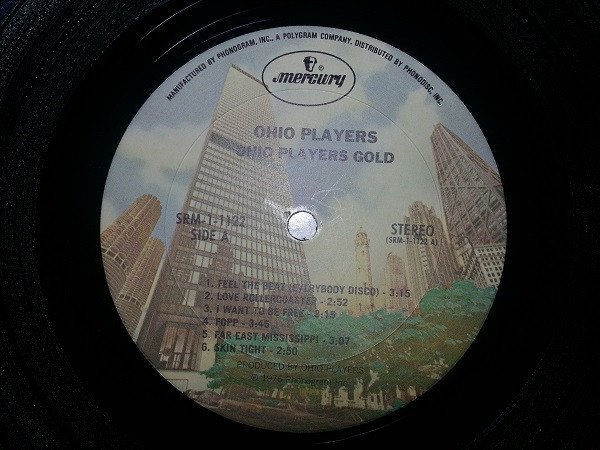 MANUFACTURED BY PHONOGRAM, INC., A POLYGRAM COMPANY, DISTRIBUTED BY PHONODISC, INC.
mercury
®
OHIO PLAYERS
OHIO PLAYERS GOLD
SRM-1-1122
SIDE A
STEREO
(SRM-1-1122 A)
1. FEEL THE BEAT (EVERYBODY DISCO) - 3:15
2. LOVE ROLLERCOASTER - 2:52
3. I WANT TO BE FREE - 3:15
4. FOPP - 3:45
5. FAR EAST MISSISSIPPI - 3:07
6. SKIN TIGHT - 2:50
PRODUCED BY OHIO PLAYERS
1976 Phonogram